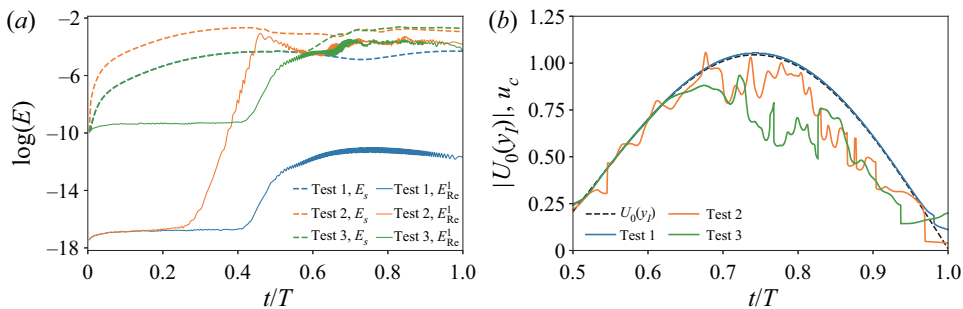 (a)
−2
−6
−10
−14
−18
log(E)
0
0.2
0.4
0.6
0.8
1.0
t/T
Test 1, E_s
Test 2, E_s
Test 3, E_s
Test 1, E^1_Re
Test 2, E^1_Re
Test 3, E^1_Re
(b)
1.25
1.00
0.75
0.50
0.25
0
|U_0(y_I)|, u_c
0.5
0.6
0.7
0.8
0.9
1.0
t/T
U_0(y_I)
Test 1
Test 2
Test 3